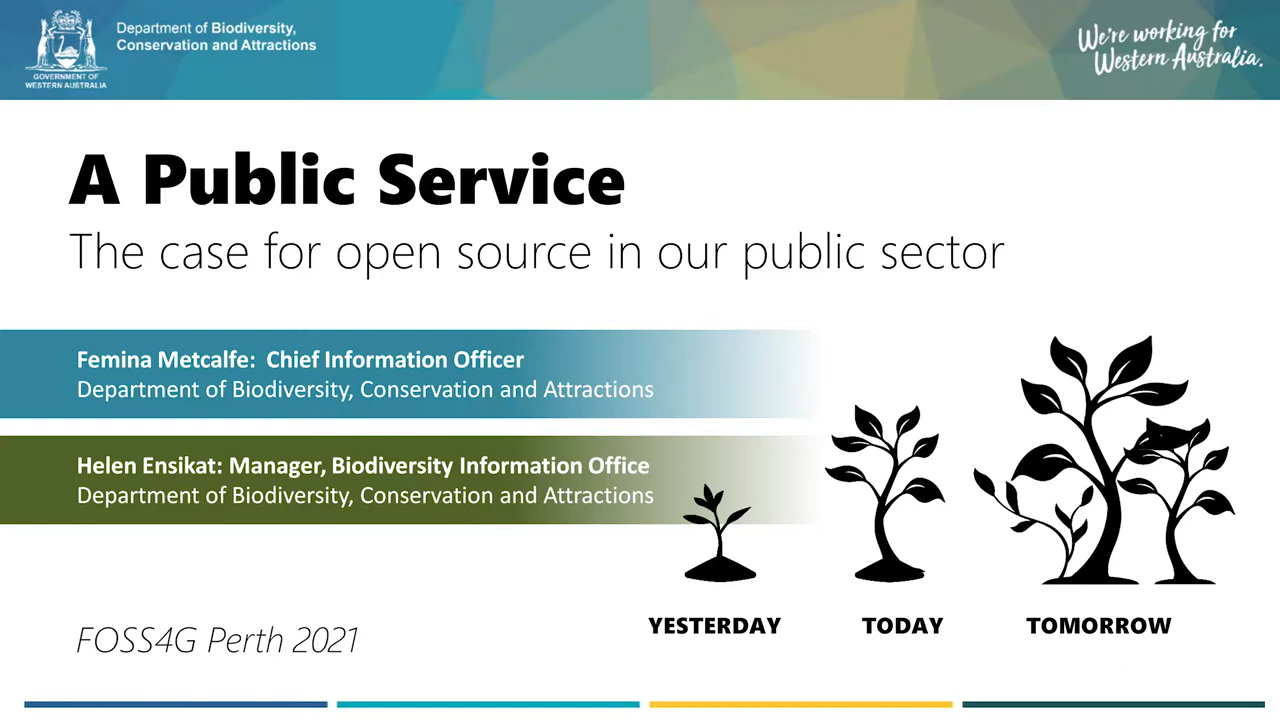 GOVERNMENT OF
WESTERN AUSTRALIA
Department of Biodiversity,
Conservation and Attractions
We're working for
Western Australia.
A Public Service
The case for open source in our public sector
Femina Metcalfe: Chief Information Officer
Department of Biodiversity, Conservation and Attractions
Helen Ensikat: Manager, Biodiversity Information Office
Department of Biodiversity, Conservation and Attractions
YESTERDAY
TODAY
TOMORROW
FOSS4G Perth 2021